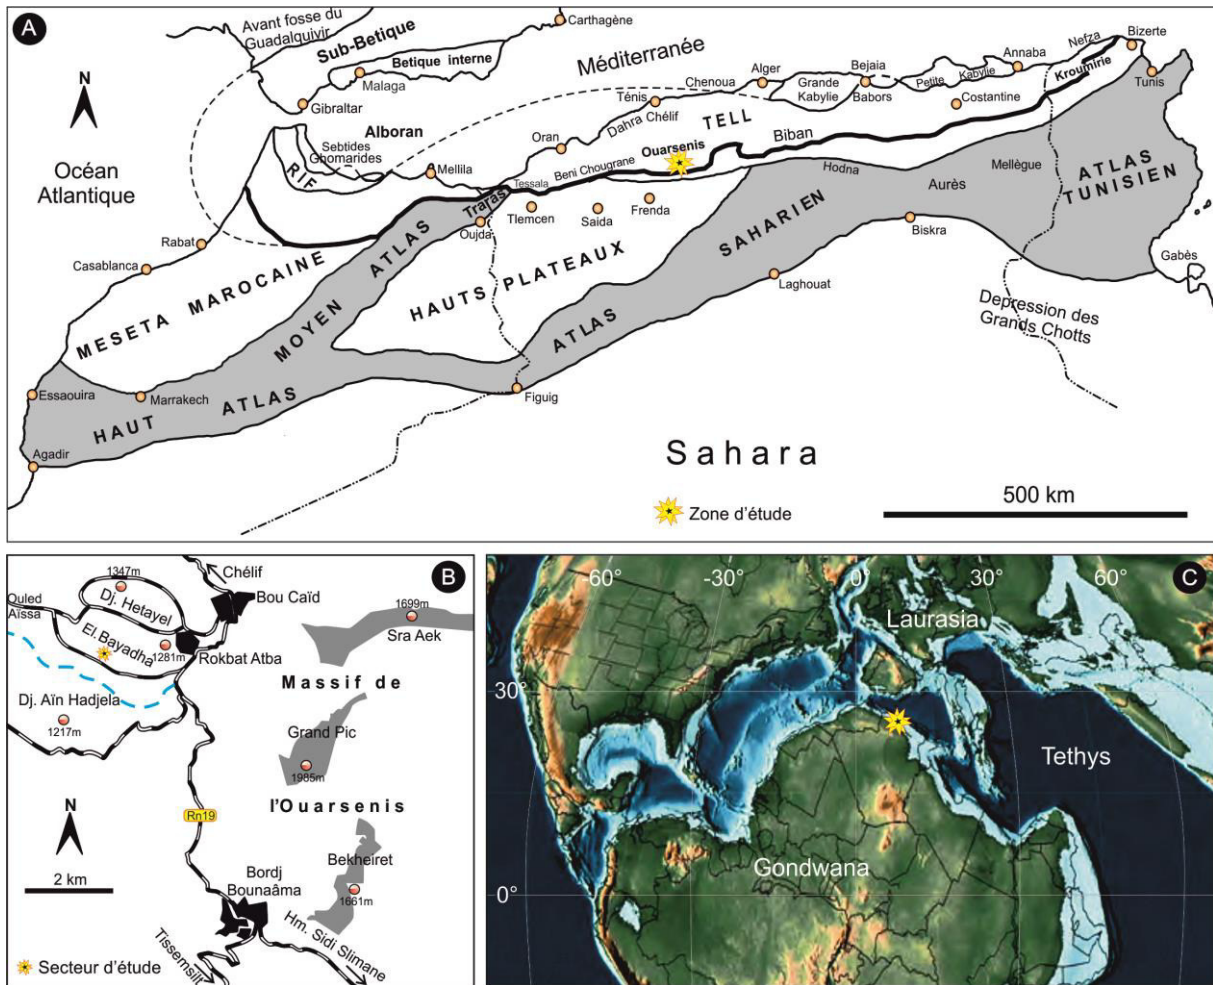 A
Avant fosse du
Guadalquivir
Sub-Betique
Betique interne
Carthagène
Malaga
Gibraltar
Méditerranée
N
Océan
Atlantique
Alboran
Sebtides
Ghomarides
RIF
Mellila
Oran
Ténis
Chenoua
Alger
Dahra Chélif
TELL
Grande
Kabylie
Bejaia
Babors
Petite Kabylie
Annaba
Constantine
Nefza
Kroumirie
Bizerte
Tunis
Biban
Ouarsenis
Beni Chougrane
Tessala
Traras
Oujda
Tlemcen
Saida
Frenda
Hodna
Aurès
Mellègue
ATLAS
TUNISIEN
Rabat
Casablanca
MESETA MAROCAINE
MOYEN ATLAS
HAUTS PLATEAUX
ATLAS SAHARIEN
Biskra
Laghouat
Gabès
Depression des
Grands Chotts
Essaouira
Marrakech
HAUT ATLAS
Figuig
Agadir
Sahara
Zone d'étude
500 km
B
1347m
Chélif
Dj. Hetayel
Bou Caïd
Ouled
Aïssa
El.Bayadha
1281m
Rokbat Atba
1699m
Sra Aek
Dj. Aïn Hadjela
1217m
Massif de
Grand Pic
1985m
l'Ouarsenis
Rn19
N
2 km
Bekheiret
1661m
Bordj
Bounaâma
Hm. Sidi Slimane
Tissemsilt
Secteur d'étude
C
-60°
-30°
0°
30°
60°
Laurasia
30°
30°
Tethys
Gondwana
0°
0°